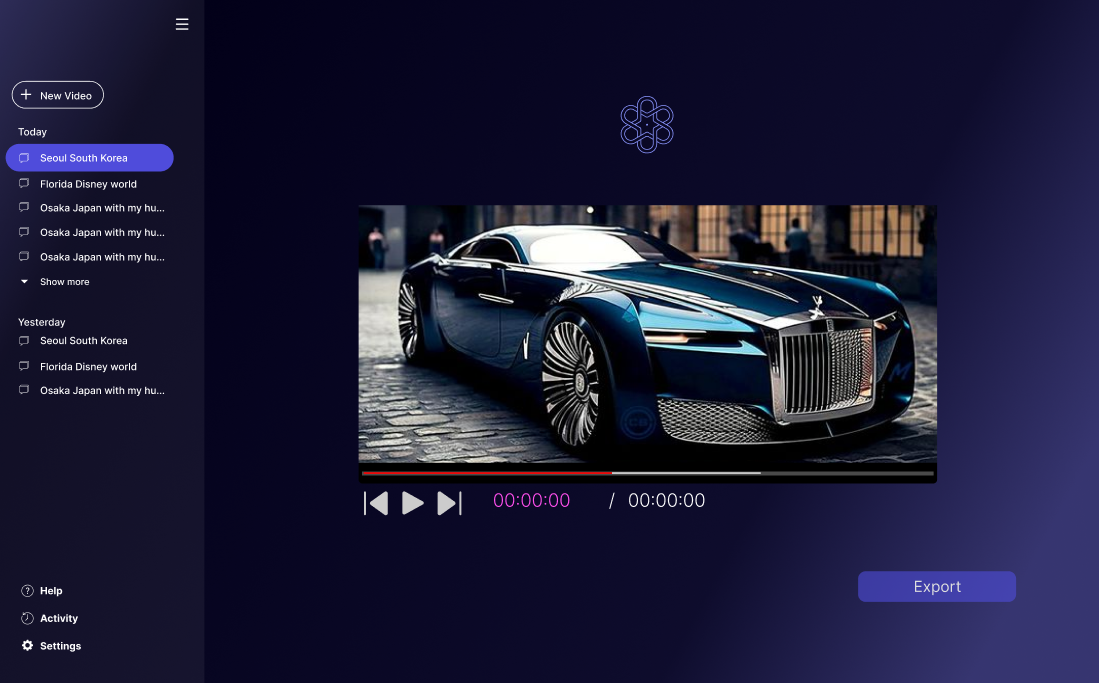 New Video
Today
Seoul South Korea
Florida Disney world
Osaka Japan with my hu...
Osaka Japan with my hu...
Osaka Japan with my hu...
Show more
Yesterday
Seoul South Korea
Florida Disney world
Osaka Japan with my hu...
Help
Activity
Settings
00:00:00 / 00:00:00
Export